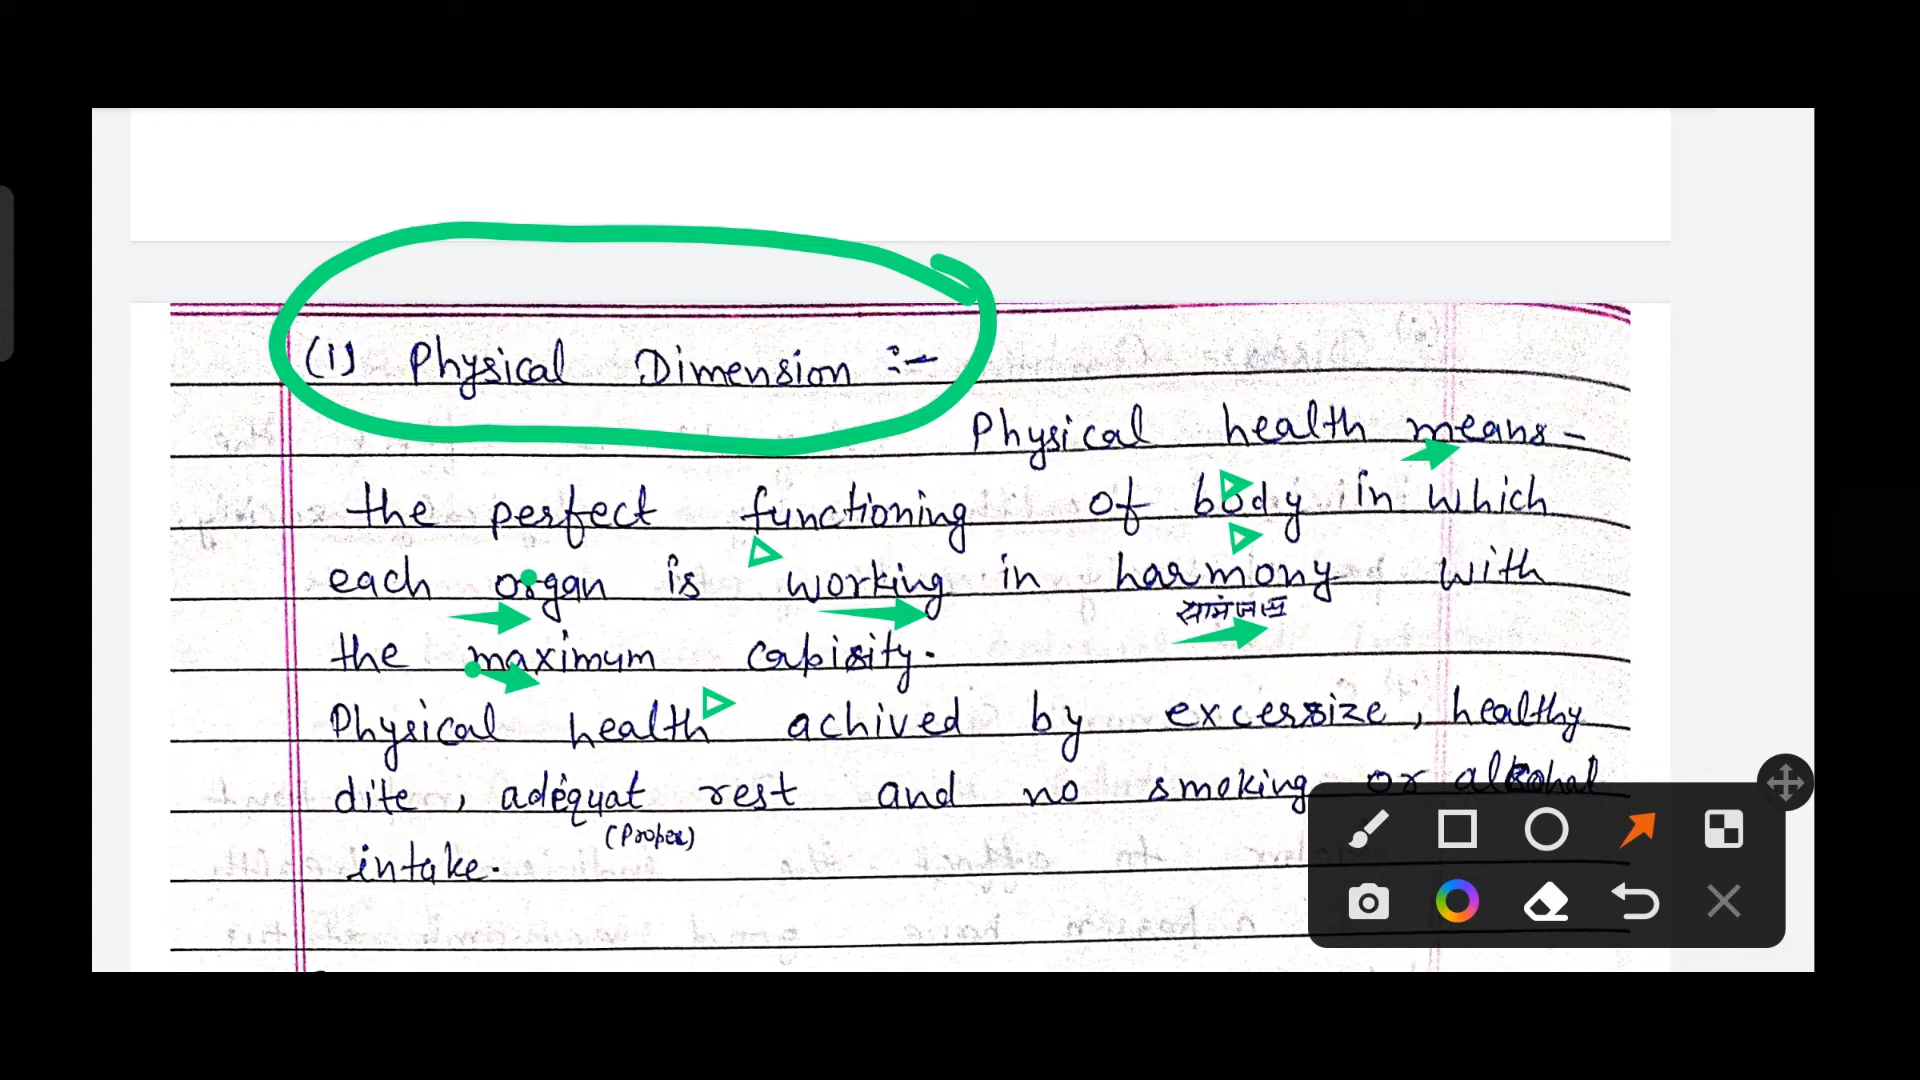 (1) Physical Dimension :-
Physical health means -
the perfect functioning of body in which
each organ is working in harmony with
सामंजस्य
the maximum capisity.
Physical health achived by excersize, healthy
dite, adequat rest and no smoking or alcohal
(Proper)
intake.